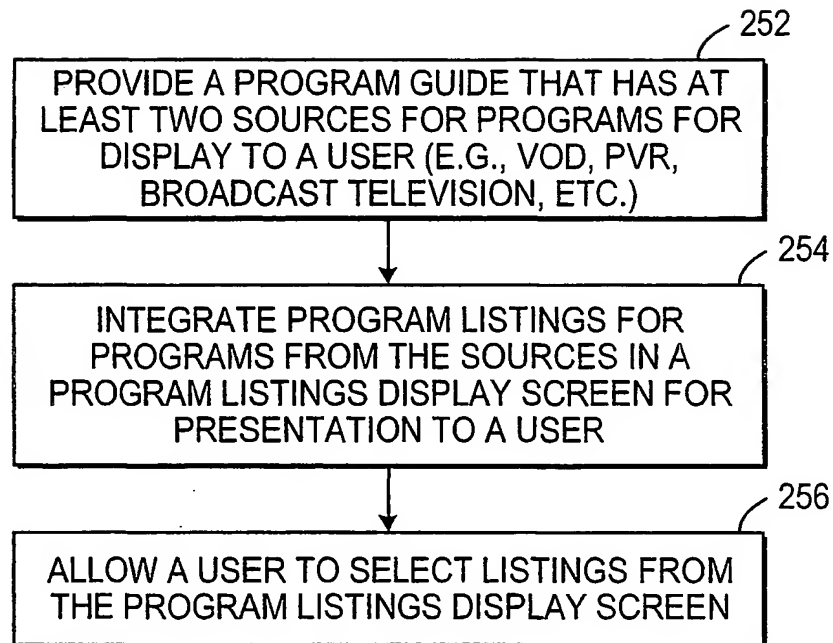 252
PROVIDE A PROGRAM GUIDE THAT HAS AT
LEAST TWO SOURCES FOR PROGRAMS FOR
DISPLAY TO A USER (E.G., VOD, PVR,
BROADCAST TELEVISION, ETC.)
254
INTEGRATE PROGRAM LISTINGS FOR
PROGRAMS FROM THE SOURCES IN A
PROGRAM LISTINGS DISPLAY SCREEN FOR
PRESENTATION TO A USER
256
ALLOW A USER TO SELECT LISTINGS FROM
THE PROGRAM LISTINGS DISPLAY SCREEN